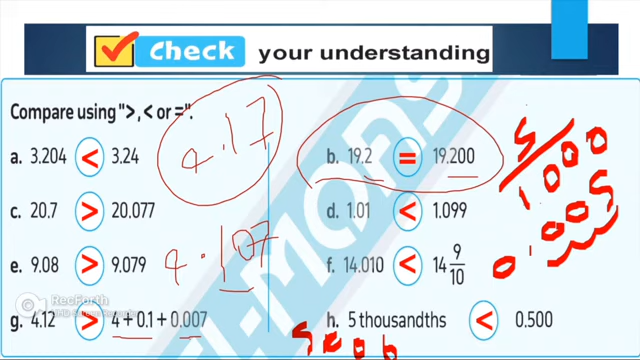 Check your understanding
Compare using ">, < or =".
4.17
a. 3.204 < 3.24
b. 19.2 = 19.200
5/1000
c. 20.7 > 20.077
d. 1.01 < 1.099
0.005
e. 9.08 > 9.079
4.107
f. 14.010 < 14 9/10
RecForth
g. 4.12 > 4 + 0.1 + 0.007
h. 5 thousandths < 0.500